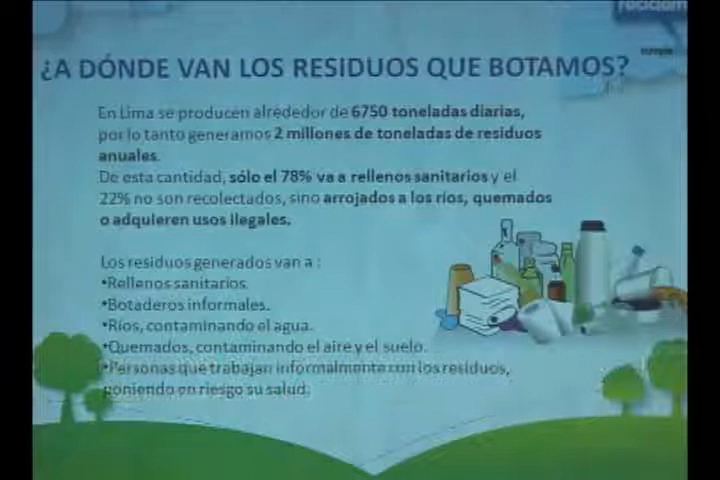 ¿A DÓNDE VAN LOS RESIDUOS QUE BOTAMOS?
En Lima se producen alrededor de 6750 toneladas diarias,
por lo tanto generamos 2 millones de toneladas de residuos
anuales.
De esta cantidad, sólo el 78% va a rellenos sanitarios y el
22% no son recolectados, sino arrojados a los ríos, quemados
o adquieren usos ilegales.
Los residuos generados van a :
•Rellenos sanitarios.
•Botaderos informales.
•Ríos, contaminando el agua.
•Quemados, contaminando el aire y el suelo.
•Personas que trabajan informalmente con los residuos,
poniendo en riesgo su salud.